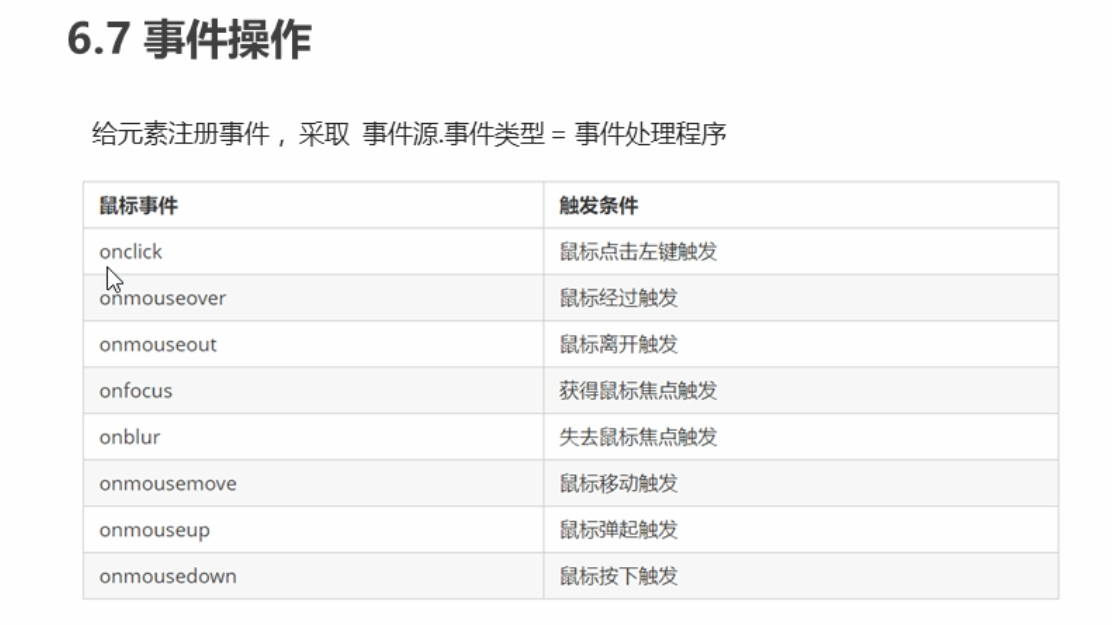 6.7 事件操作
给元素注册事件， 采取 事件源.事件类型 = 事件处理程序
鼠标事件 触发条件
onclick 鼠标点击左键触发
onmouseover 鼠标经过触发
onmouseout 鼠标离开触发
onfocus 获得鼠标焦点触发
onblur 失去鼠标焦点触发
onmousemove 鼠标移动触发
onmouseup 鼠标弹起触发
onmousedown 鼠标按下触发